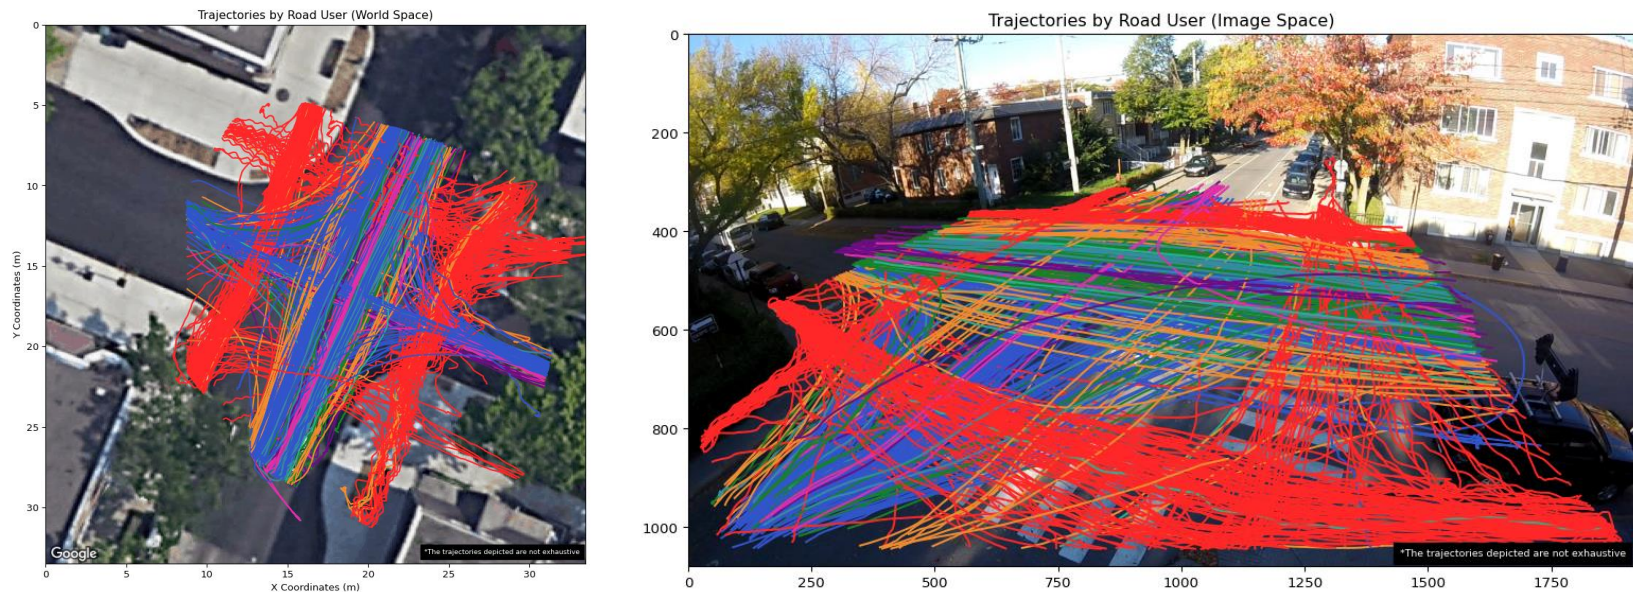 Trajectories by Road User (World Space)
0
5
10
15
20
25
30
Y Coordinates (m)
Google
*The trajectories depicted are not exhaustive
0 5 10 15 20 25 30
X Coordinates (m)
Trajectories by Road User (Image Space)
0
200
400
600
800
1000
*The trajectories depicted are not exhaustive
0 250 500 750 1000 1250 1500 1750